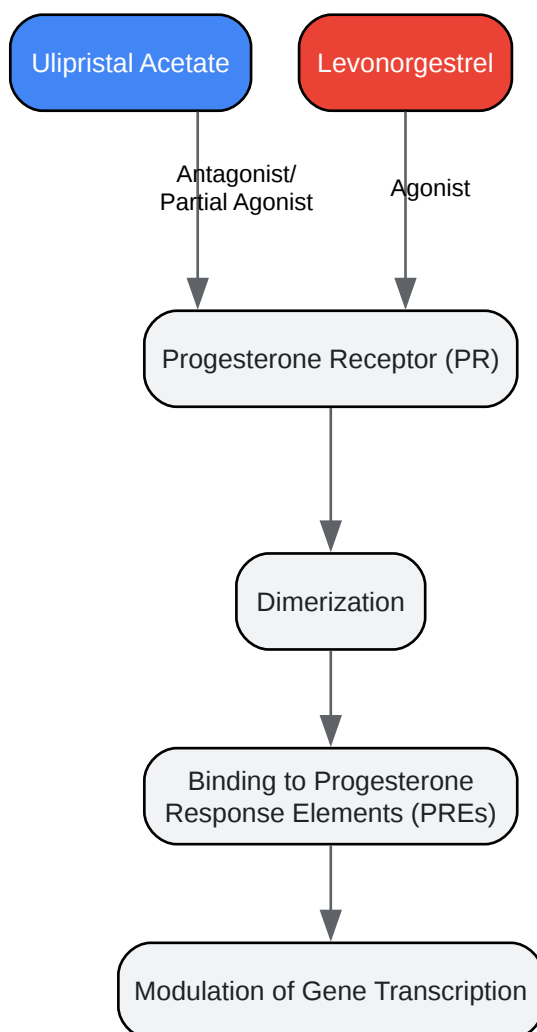 Ulipristal Acetate
Levonorgestrel
Antagonist/
Partial Agonist
Agonist
Progesterone Receptor (PR)
Dimerization
Binding to Progesterone
Response Elements (PREs)
Modulation of Gene Transcription